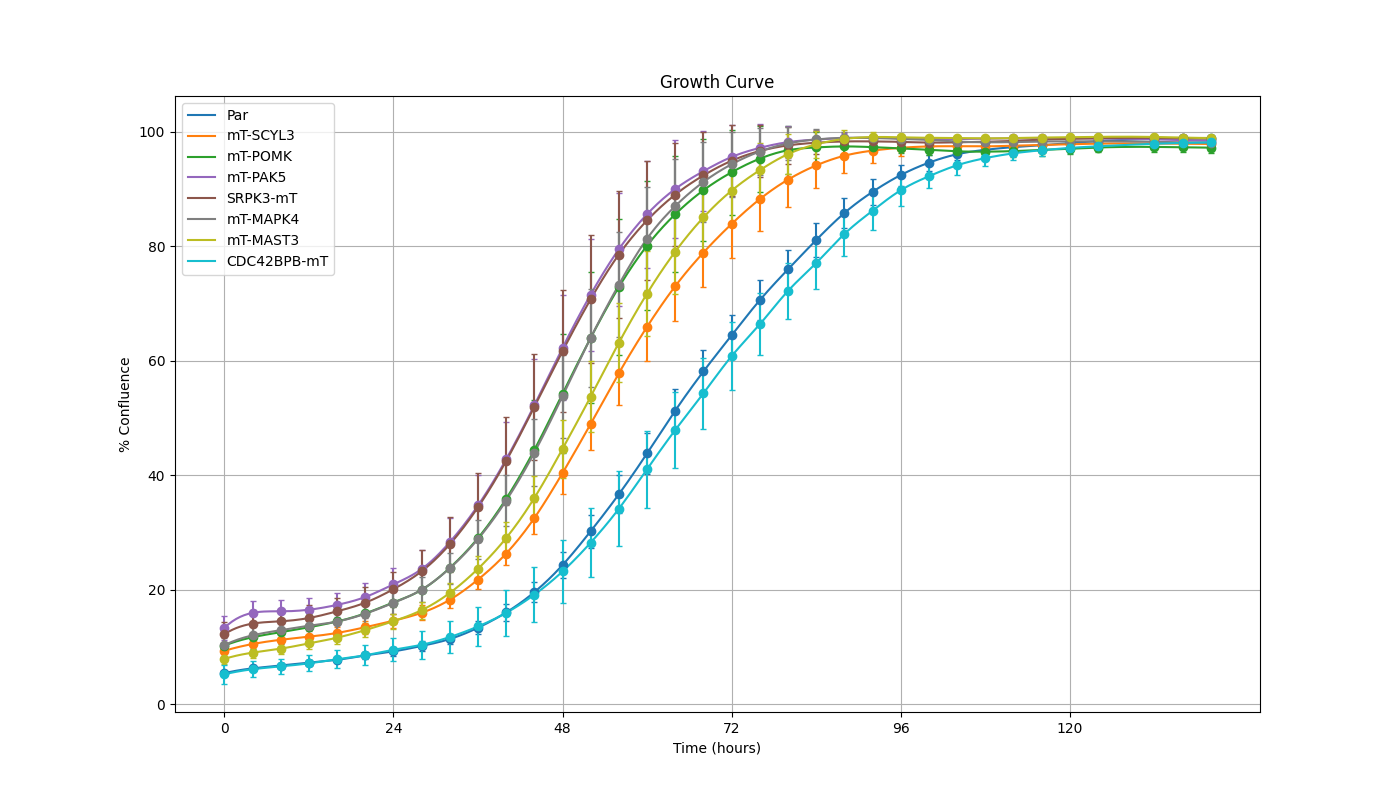 Growth Curve
Par
mT-SCYL3
mT-POMK
mT-PAK5
SRPK3-mT
mT-MAPK4
mT-MAST3
CDC42BPB-mT
% Confluence
100
80
60
40
20
0
0 24 48 72 96 120
Time (hours)